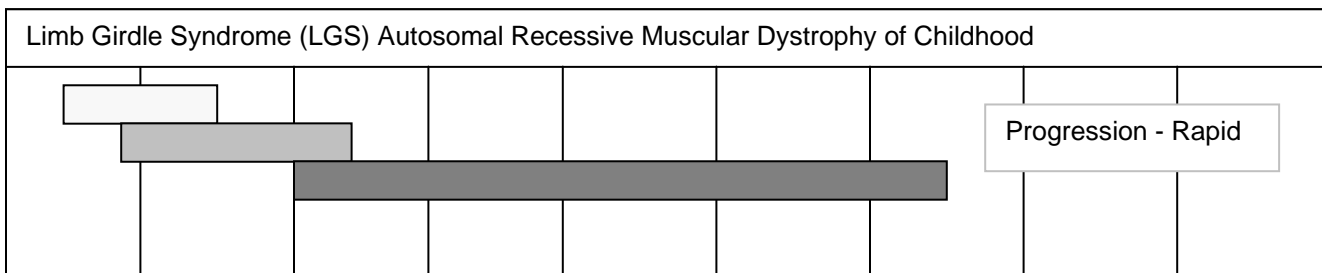 Limb Girdle Syndrome (LGS) Autosomal Recessive Muscular Dystrophy of Childhood
Progression - Rapid